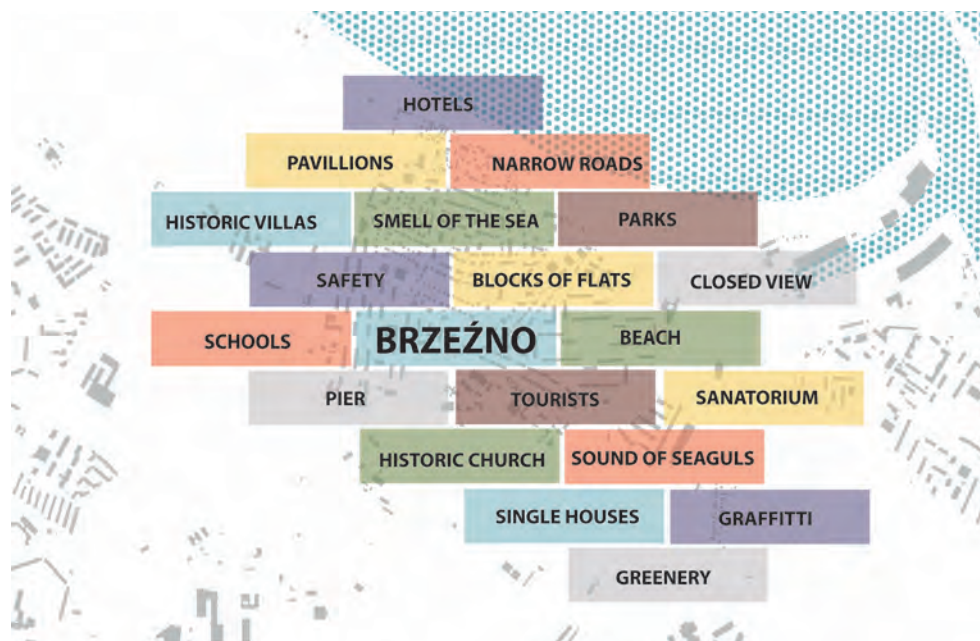 HOTELS
PAVILLIONS
NARROW ROADS
HISTORIC VILLAS
SMELL OF THE SEA
PARKS
SAFETY
BLOCKS OF FLATS
CLOSED VIEW
SCHOOLS
BRZEŹNO
BEACH
PIER
TOURISTS
SANATORIUM
HISTORIC CHURCH
SOUND OF SEAGULS
SINGLE HOUSES
GRAFFITTI
GREENERY